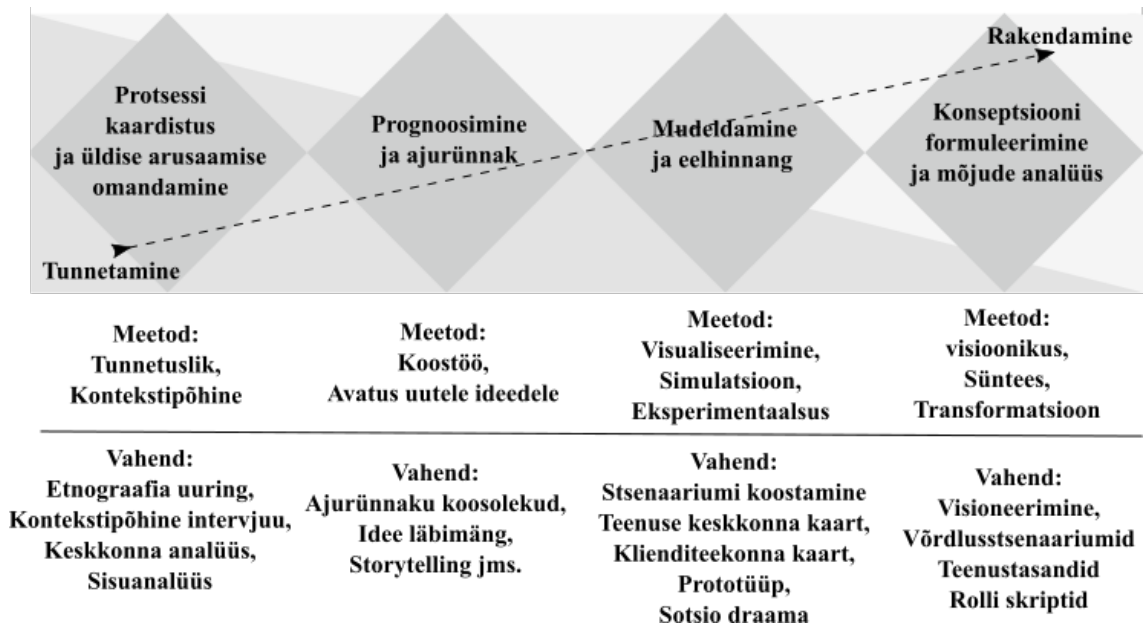 Rakendamine
Protsessi
kaardistus
ja üldise arusaamise
omandamine
Prognoosimine
ja ajurünnak
Mudeldamine
ja eelhinnang
Konseptsiooni
formuleerimine
ja mõjude analüüs
Tunnetamine
Meetod:
Tunnetuslik,
Kontekstipõhine
Meetod:
Koostöö,
Avatus uutele ideedele
Meetod:
Visualiseerimine,
Simulatsioon,
Eksperimentaalsus
Meetod:
visioonikus,
Süntees,
Transformatsioon
Vahend:
Etnograafia uuring,
Kontekstipõhine intervjuu,
Keskkonna analüüs,
Sisuanalüüs
Vahend:
Ajurünnaku koosolekud,
Idee läbimäng,
Storytelling jms.
Vahend:
Stsenaariumi koostamine
Teenuse keskkonna kaart,
Klienditeekonna kaart,
Prototüüp,
Sotsio draama
Vahend:
Visioneerimine,
Võrdlusstsenaariumid
Teenustasandid
Rolli skriptid